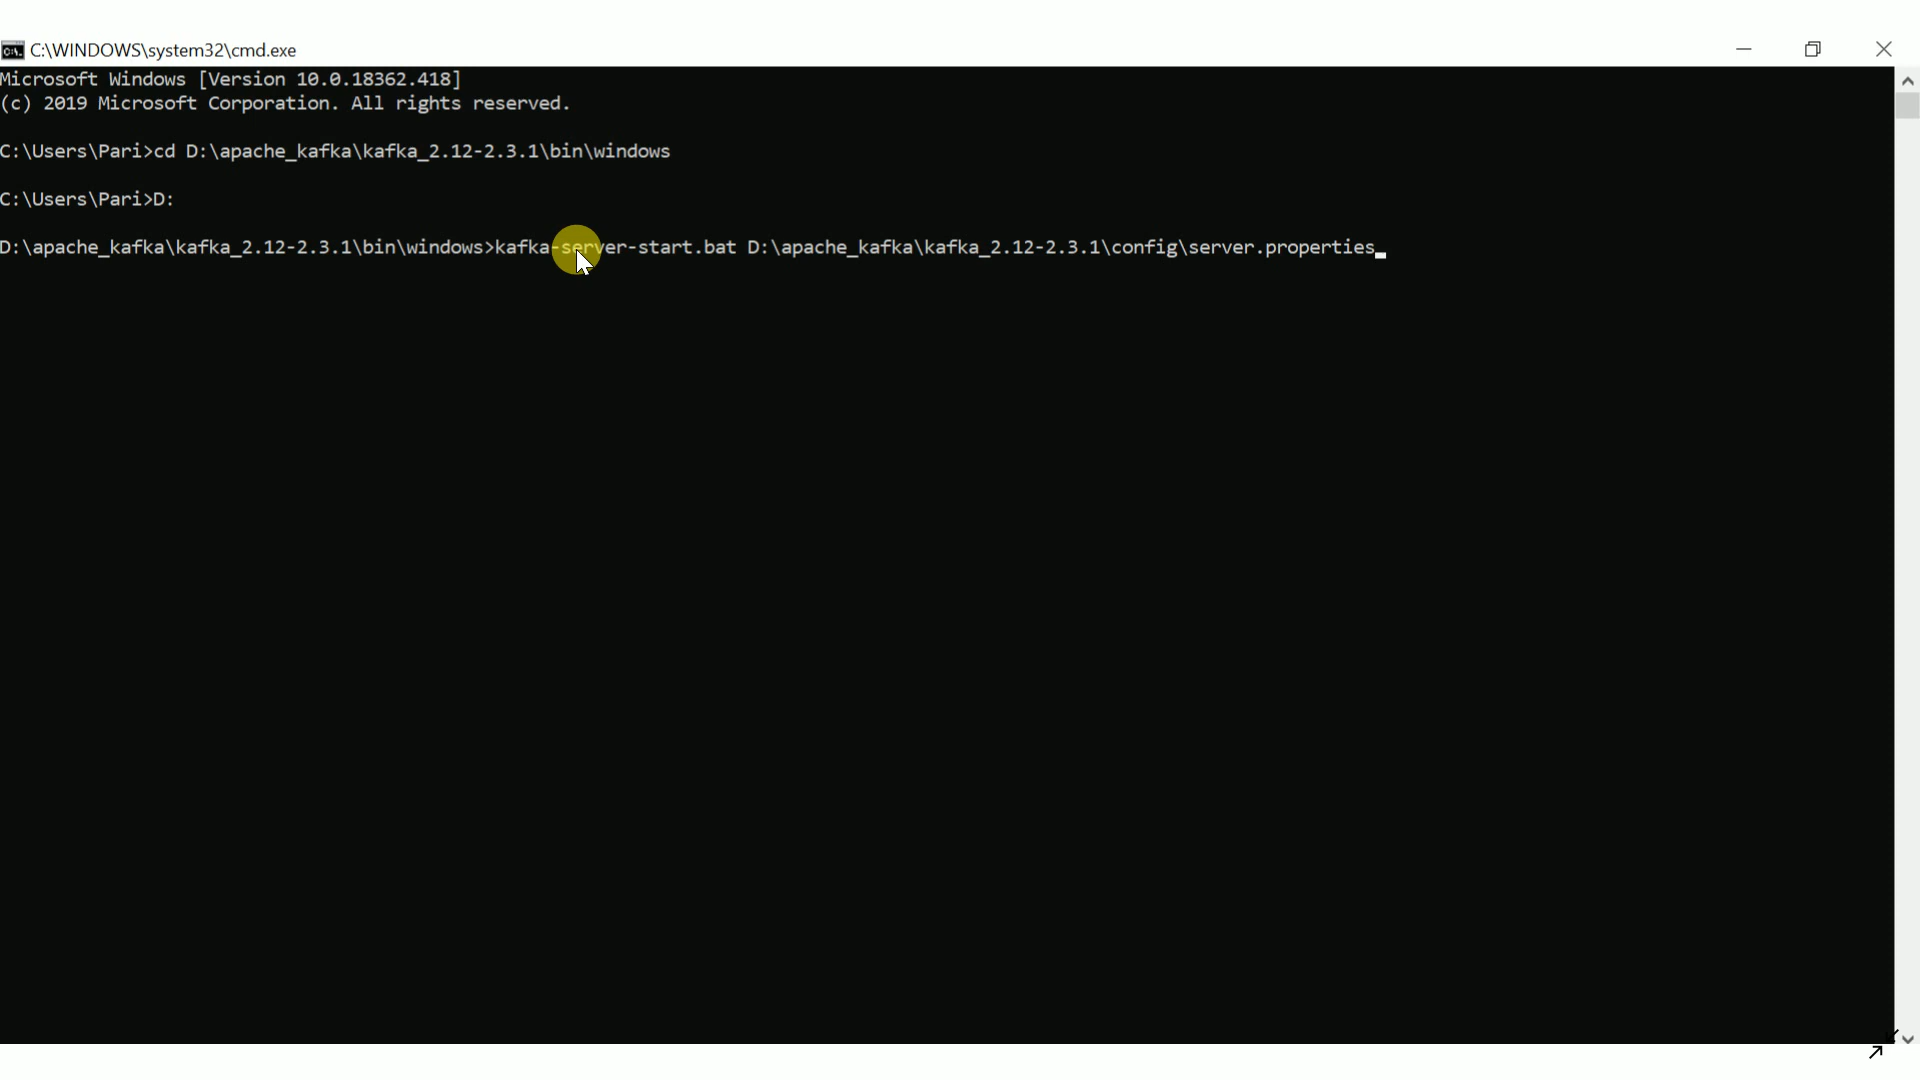 C:\WINDOWS\system32\cmd.exe
Microsoft Windows [Version 10.0.18362.418]
(c) 2019 Microsoft Corporation. All rights reserved.
C:\Users\Pari>cd D:\apache_kafka\kafka_2.12-2.3.1\bin\windows
C:\Users\Pari>D:
D:\apache_kafka\kafka_2.12-2.3.1\bin\windows>kafka-server-start.bat D:\apache_kafka\kafka_2.12-2.3.1\config\server.properties